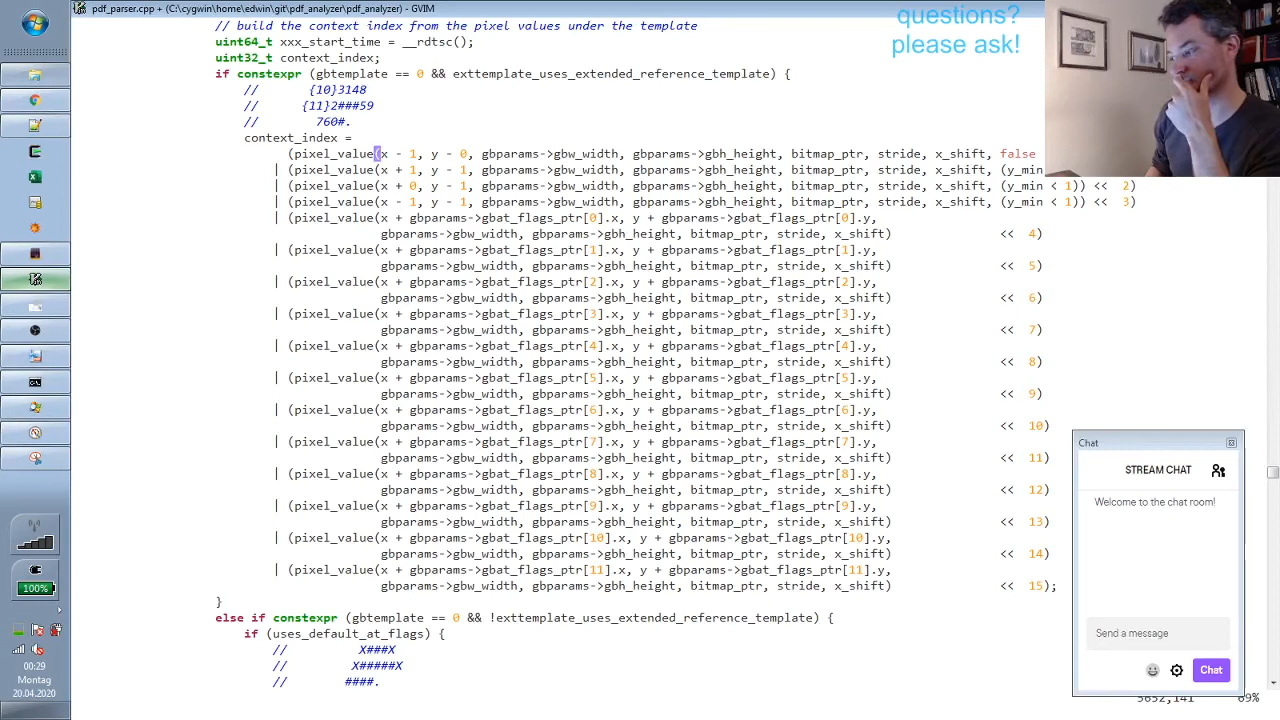 pdf_parser.cpp + (C:\cygwin\home\edwin\git\pdf_analyzer\pdf_analyzer) - GVIM
questions?
please ask!
// build the context index from the pixel values under the template
uint64_t xxx_start_time = __rdtsc();
uint32_t context_index;
if constexpr (gbtemplate == 0 && exttemplate_uses_extended_reference_template) {
// {10}3148
// {11}2###59
// 760#.
context_index =
(pixel_value(x - 1, y - 0, gbparams->gbw_width, gbparams->gbh_height, bitmap_ptr, stride, x_shift, false
| (pixel_value(x + 1, y - 1, gbparams->gbw_width, gbparams->gbh_height, bitmap_ptr, stride, x_shift, (y_min
| (pixel_value(x + 0, y - 1, gbparams->gbw_width, gbparams->gbh_height, bitmap_ptr, stride, x_shift, (y_min < 1)) << 2)
| (pixel_value(x - 1, y - 1, gbparams->gbw_width, gbparams->gbh_height, bitmap_ptr, stride, x_shift, (y_min < 1)) << 3)
| (pixel_value(x + gbparams->gbat_flags_ptr[0].x, y + gbparams->gbat_flags_ptr[0].y,
gbparams->gbw_width, gbparams->gbh_height, bitmap_ptr, stride, x_shift) << 4)
| (pixel_value(x + gbparams->gbat_flags_ptr[1].x, y + gbparams->gbat_flags_ptr[1].y,
gbparams->gbw_width, gbparams->gbh_height, bitmap_ptr, stride, x_shift) << 5)
| (pixel_value(x + gbparams->gbat_flags_ptr[2].x, y + gbparams->gbat_flags_ptr[2].y,
gbparams->gbw_width, gbparams->gbh_height, bitmap_ptr, stride, x_shift) << 6)
| (pixel_value(x + gbparams->gbat_flags_ptr[3].x, y + gbparams->gbat_flags_ptr[3].y,
gbparams->gbw_width, gbparams->gbh_height, bitmap_ptr, stride, x_shift) << 7)
| (pixel_value(x + gbparams->gbat_flags_ptr[4].x, y + gbparams->gbat_flags_ptr[4].y,
gbparams->gbw_width, gbparams->gbh_height, bitmap_ptr, stride, x_shift) << 8)
| (pixel_value(x + gbparams->gbat_flags_ptr[5].x, y + gbparams->gbat_flags_ptr[5].y,
gbparams->gbw_width, gbparams->gbh_height, bitmap_ptr, stride, x_shift) << 9)
| (pixel_value(x + gbparams->gbat_flags_ptr[6].x, y + gbparams->gbat_flags_ptr[6].y,
gbparams->gbw_width, gbparams->gbh_height, bitmap_ptr, stride, x_shift) << 10)
| (pixel_value(x + gbparams->gbat_flags_ptr[7].x, y + gbparams->gbat_flags_ptr[7].y,
gbparams->gbw_width, gbparams->gbh_height, bitmap_ptr, stride, x_shift) << 11)
| (pixel_value(x + gbparams->gbat_flags_ptr[8].x, y + gbparams->gbat_flags_ptr[8].y,
gbparams->gbw_width, gbparams->gbh_height, bitmap_ptr, stride, x_shift) << 12)
| (pixel_value(x + gbparams->gbat_flags_ptr[9].x, y + gbparams->gbat_flags_ptr[9].y,
gbparams->gbw_width, gbparams->gbh_height, bitmap_ptr, stride, x_shift) << 13)
| (pixel_value(x + gbparams->gbat_flags_ptr[10].x, y + gbparams->gbat_flags_ptr[10].y,
gbparams->gbw_width, gbparams->gbh_height, bitmap_ptr, stride, x_shift) << 14)
| (pixel_value(x + gbparams->gbat_flags_ptr[11].x, y + gbparams->gbat_flags_ptr[11].y,
gbparams->gbw_width, gbparams->gbh_height, bitmap_ptr, stride, x_shift) << 15);
}
else if constexpr (gbtemplate == 0 && !exttemplate_uses_extended_reference_template) {
if (uses_default_at_flags) {
// X###X
// X#####X
// ####.
Chat
STREAM CHAT
Welcome to the chat room!
Send a message
Chat
69%
100%
00:29
Montag
20.04.2020